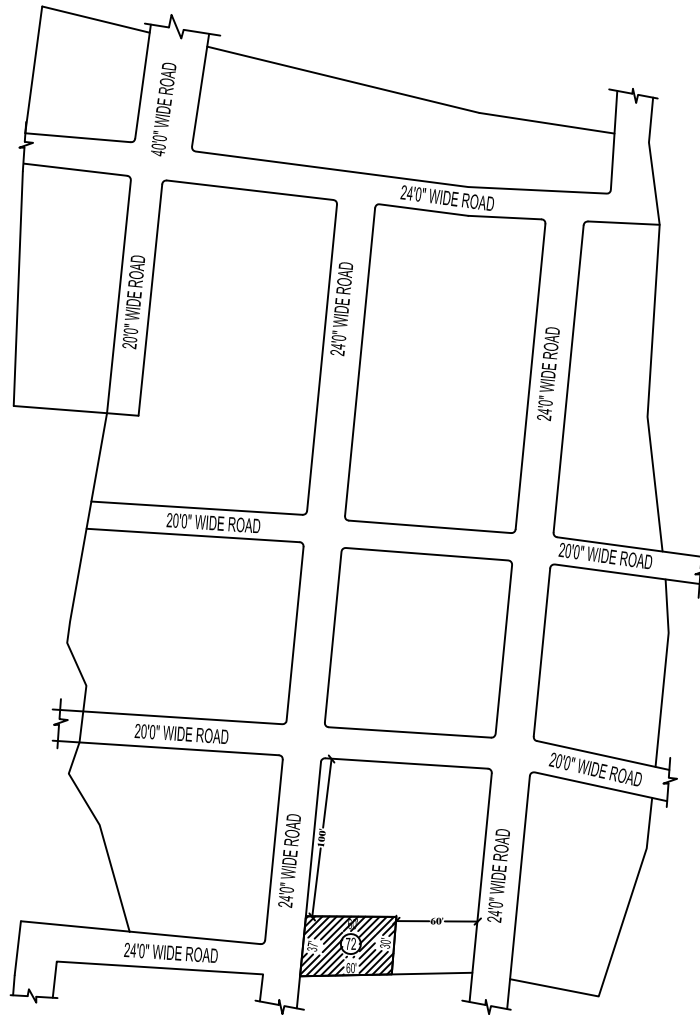 40'0" WIDE ROAD
24'0" WIDE ROAD
20'0" WIDE ROAD
24'0" WIDE ROAD
24'0" WIDE ROAD
20'0" WIDE ROAD
20'0" WIDE ROAD
20'0" WIDE ROAD
20'0" WIDE ROAD
100'
24'0" WIDE ROAD
24'0" WIDE ROAD
60'
60'
37'
72
30'
60'
24'0" WIDE ROAD